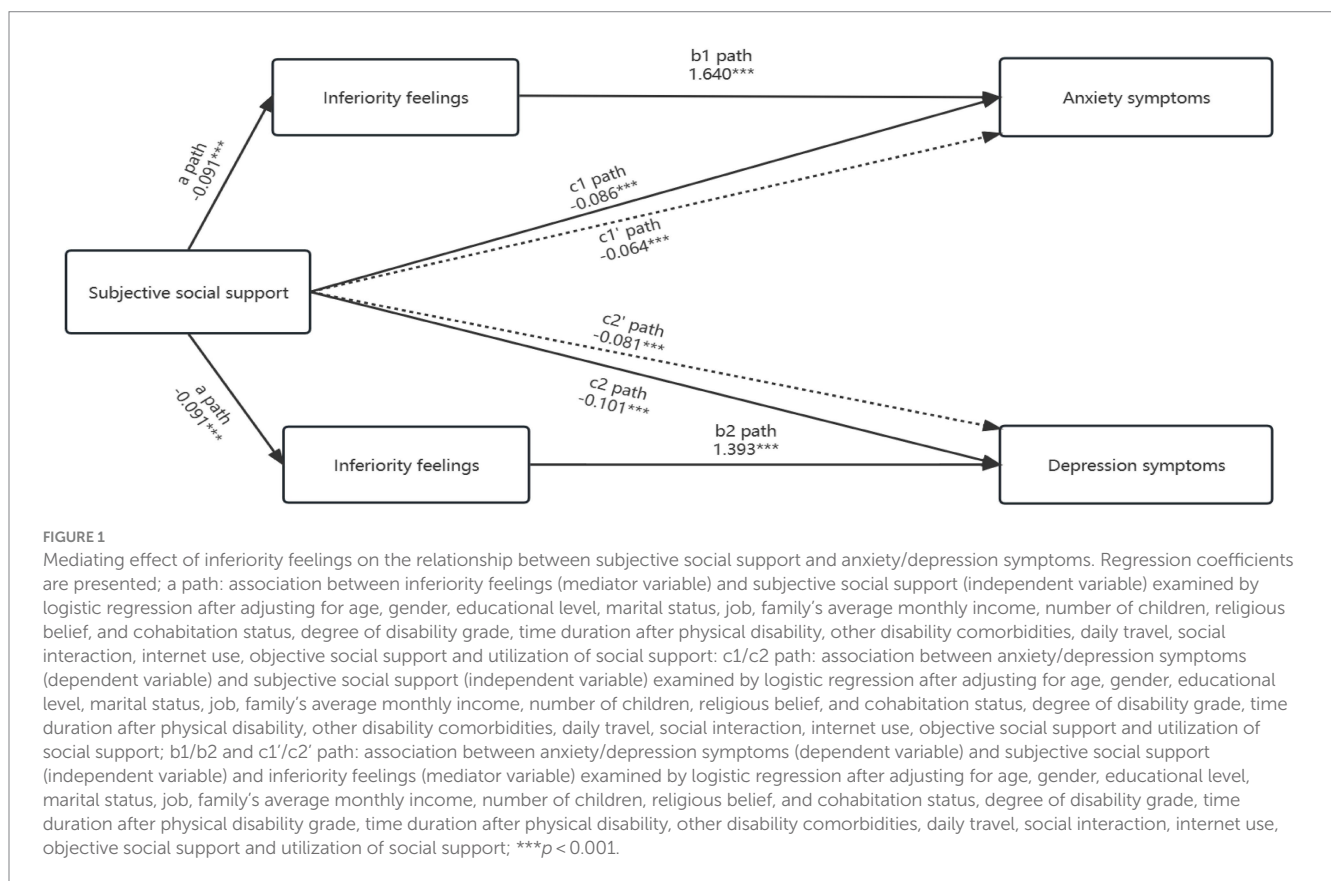 b1 path
1.640***
Inferiority feelings
Anxiety symptoms
a path
-0.091***
c1 path
-0.086***
c1' path
-0.064***
Subjective social support
c2' path
-0.081***
c2 path
-0.101***
a path
-0.091***
b2 path
1.393***
Inferiority feelings
Depression symptoms
FIGURE 1
Mediating effect of inferiority feelings on the relationship between subjective social support and anxiety/depression symptoms. Regression coefficients
are presented; a path: association between inferiority feelings (mediator variable) and subjective social support (independent variable) examined by
logistic regression after adjusting for age, gender, educational level, marital status, job, family's average monthly income, number of children, religious
belief, and cohabitation status, degree of disability grade, time duration after physical disability, other disability comorbidities, daily travel, social
interaction, internet use, objective social support and utilization of social support: c1/c2 path: association between anxiety/depression symptoms
(dependent variable) and subjective social support (independent variable) examined by logistic regression after adjusting for age, gender, educational
level, marital status, job, family's average monthly income, number of children, religious belief, and cohabitation status, degree of disability grade, time
duration after physical disability, other disability comorbidities, daily travel, social interaction, internet use, objective social support and utilization of
social support; b1/b2 and c1'/c2' path: association between anxiety/depression symptoms (dependent variable) and subjective social support
(independent variable) and inferiority feelings (mediator variable) examined by logistic regression after adjusting for age, gender, educational level,
marital status, job, family's average monthly income, number of children, religious belief, and cohabitation status, degree of disability grade, time
duration after physical disability grade, time duration after physical disability, other disability comorbidities, daily travel, social interaction, internet use,
objective social support and utilization of social support; ***p < 0.001.